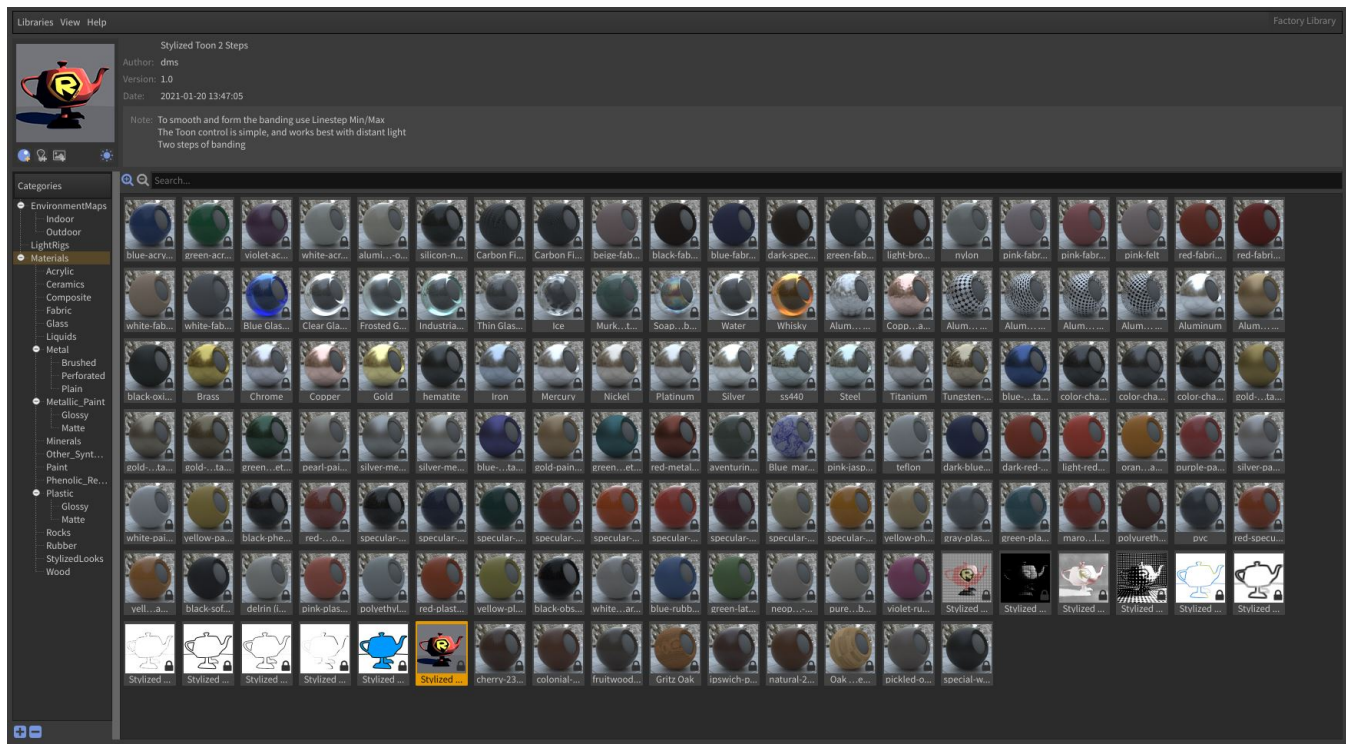 Libraries View Help
Factory Library
Stylized Toon 2 Steps
Author: dms
Version: 1.0
Date: 2021-01-20 13:47:05
Note: To smooth and form the banding use Linestep Min/Max
The Toon control is simple, and works best with distant light
Two steps of banding
Categories
Search...
EnvironmentMaps
Indoor
Outdoor
LightRigs
Materials
Acrylic
Ceramics
Composite
Fabric
Glass
Liquids
Metal
Brushed
Perforated
Plain
Metallic_Paint
Glossy
Matte
Minerals
Other_Synt...
Paint
Phenolic_Re...
Plastic
Glossy
Matte
Rocks
Rubber
StylizedLooks
Wood
blue-acry... green-acr... violet-ac... white-acr... alumi...-o... silicon-n... Carbon Fi... Carbon Fi... beige-fab... black-fab... blue-fabr... dark-spec... green-fab... light-bro... nylon pink-fabr... pink-fabr... pink-felt red-fabri... red-fabri...
white-fab... white-fab... Blue Glas... Clear Gla... Frosted G... Industria... Thin Glas... Ice Murk...t... Soap...b... Water Whisky Alum... ... Copp...a... Alum... ... Alum... ... Alum... ... Alum... ... Aluminum Alum...
black-oxi... Brass Chrome Copper Gold hematite Iron Mercury Nickel Platinum Silver ss440 Steel Titanium Tungsten-... blue-...ta... color-cha... color-cha... color-cha... gold-...ta...
gold-...ta... gold-...ta... green...et... pearl-pai... silver-me... silver-me... blue-...ta... gold-pain... green...et... red-metal... aventurin... Blue mar... pink-jasp... teflon dark-blue... dark-red-... light-red... oran...a... purple-pa... silver-pa...
white-pai... yellow-pa... black-phe... red-...o... specular-... specular-... specular-... specular-... specular-... specular-... specular-... specular-... specular-... yellow-ph... gray-plas... green-pla... maro...l... polyureth... pvc red-specu...
yell...a... black-sof... delrin (i... pink-plas... polyethyl... red-plast... yellow-pl... black-obs... white...ar... blue-rubb... green-lat... neop...-... pure...b... violet-ru... Stylized ... Stylized ... Stylized ... Stylized ... Stylized ... Stylized ...
Stylized ... Stylized ... Stylized ... Stylized ... Stylized ... Stylized ... cherry-23... colonial-... fruitwood... Gritz Oak ipswich-p... natural-2... Oak ...e... pickled-o... special-w...